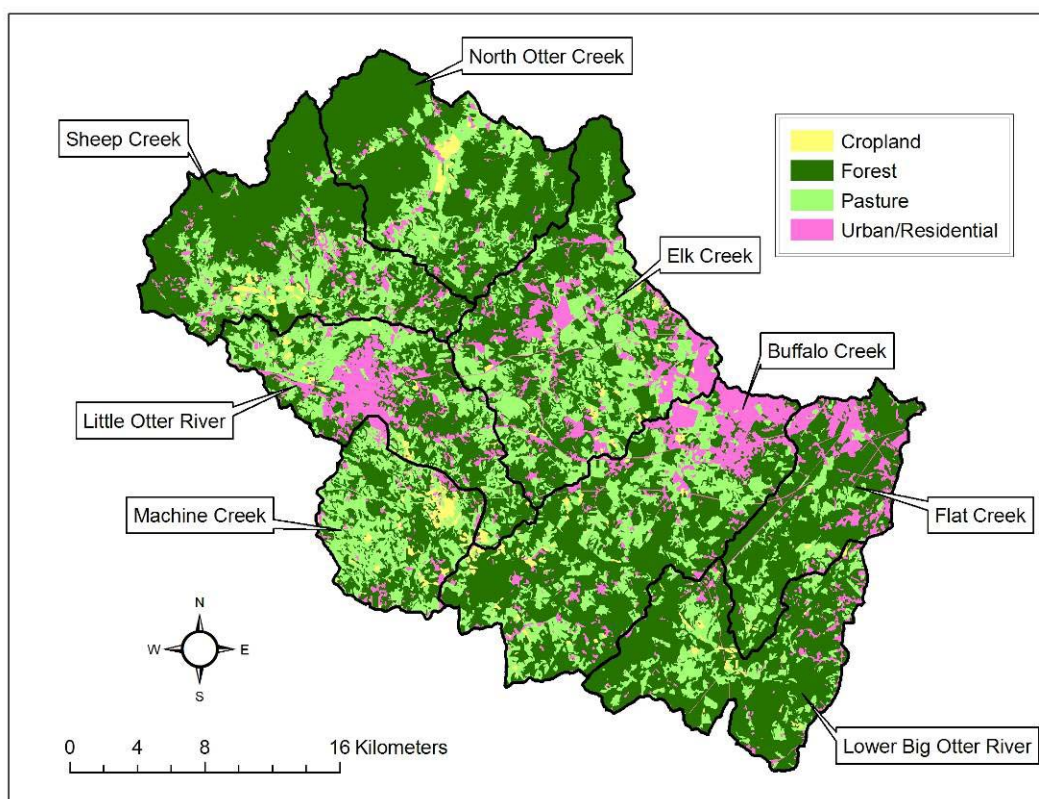 North Otter Creek
Sheep Creek
Cropland
Forest
Pasture
Urban/Residential
Elk Creek
Buffalo Creek
Little Otter River
Machine Creek
Flat Creek
N
W E
S
0 4 8 16 Kilometers
Lower Big Otter River